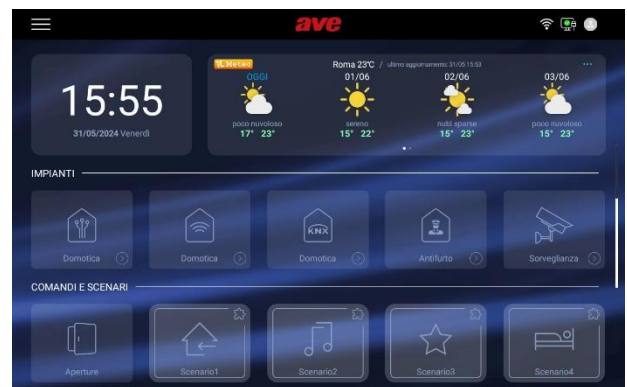 ave
iL Meteo
Roma 23°C / ultimo aggiornamento: 31/05 15:53
OGGI 01/06 02/06 03/06
15:55
31/05/2024 Venerdì
poco nuvoloso sereno nubi sparse poco nuvoloso
17° 23° 15° 22° 15° 23° 15° 23°
IMPIANTI
KNX
Domotica Domotica Domotica Antifurto Sorveglianza
COMANDI E SCENARI
Aperture Scenario1 Scenario2 Scenario3 Scenario4